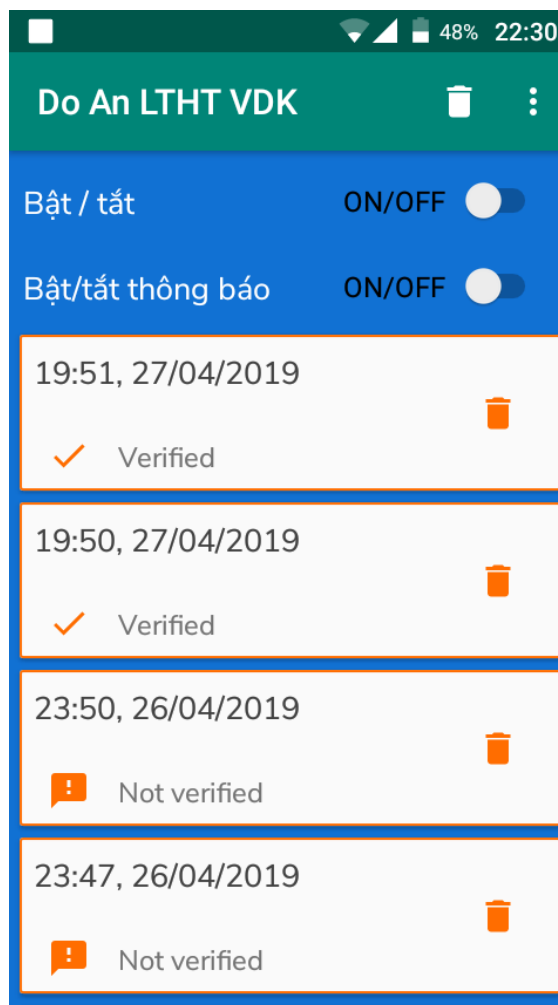 48% 22:30
Do An LTHT VDK
Bật / tắt ON/OFF
Bật/tắt thông báo ON/OFF
19:51, 27/04/2019
Verified
19:50, 27/04/2019
Verified
23:50, 26/04/2019
Not verified
23:47, 26/04/2019
Not verified